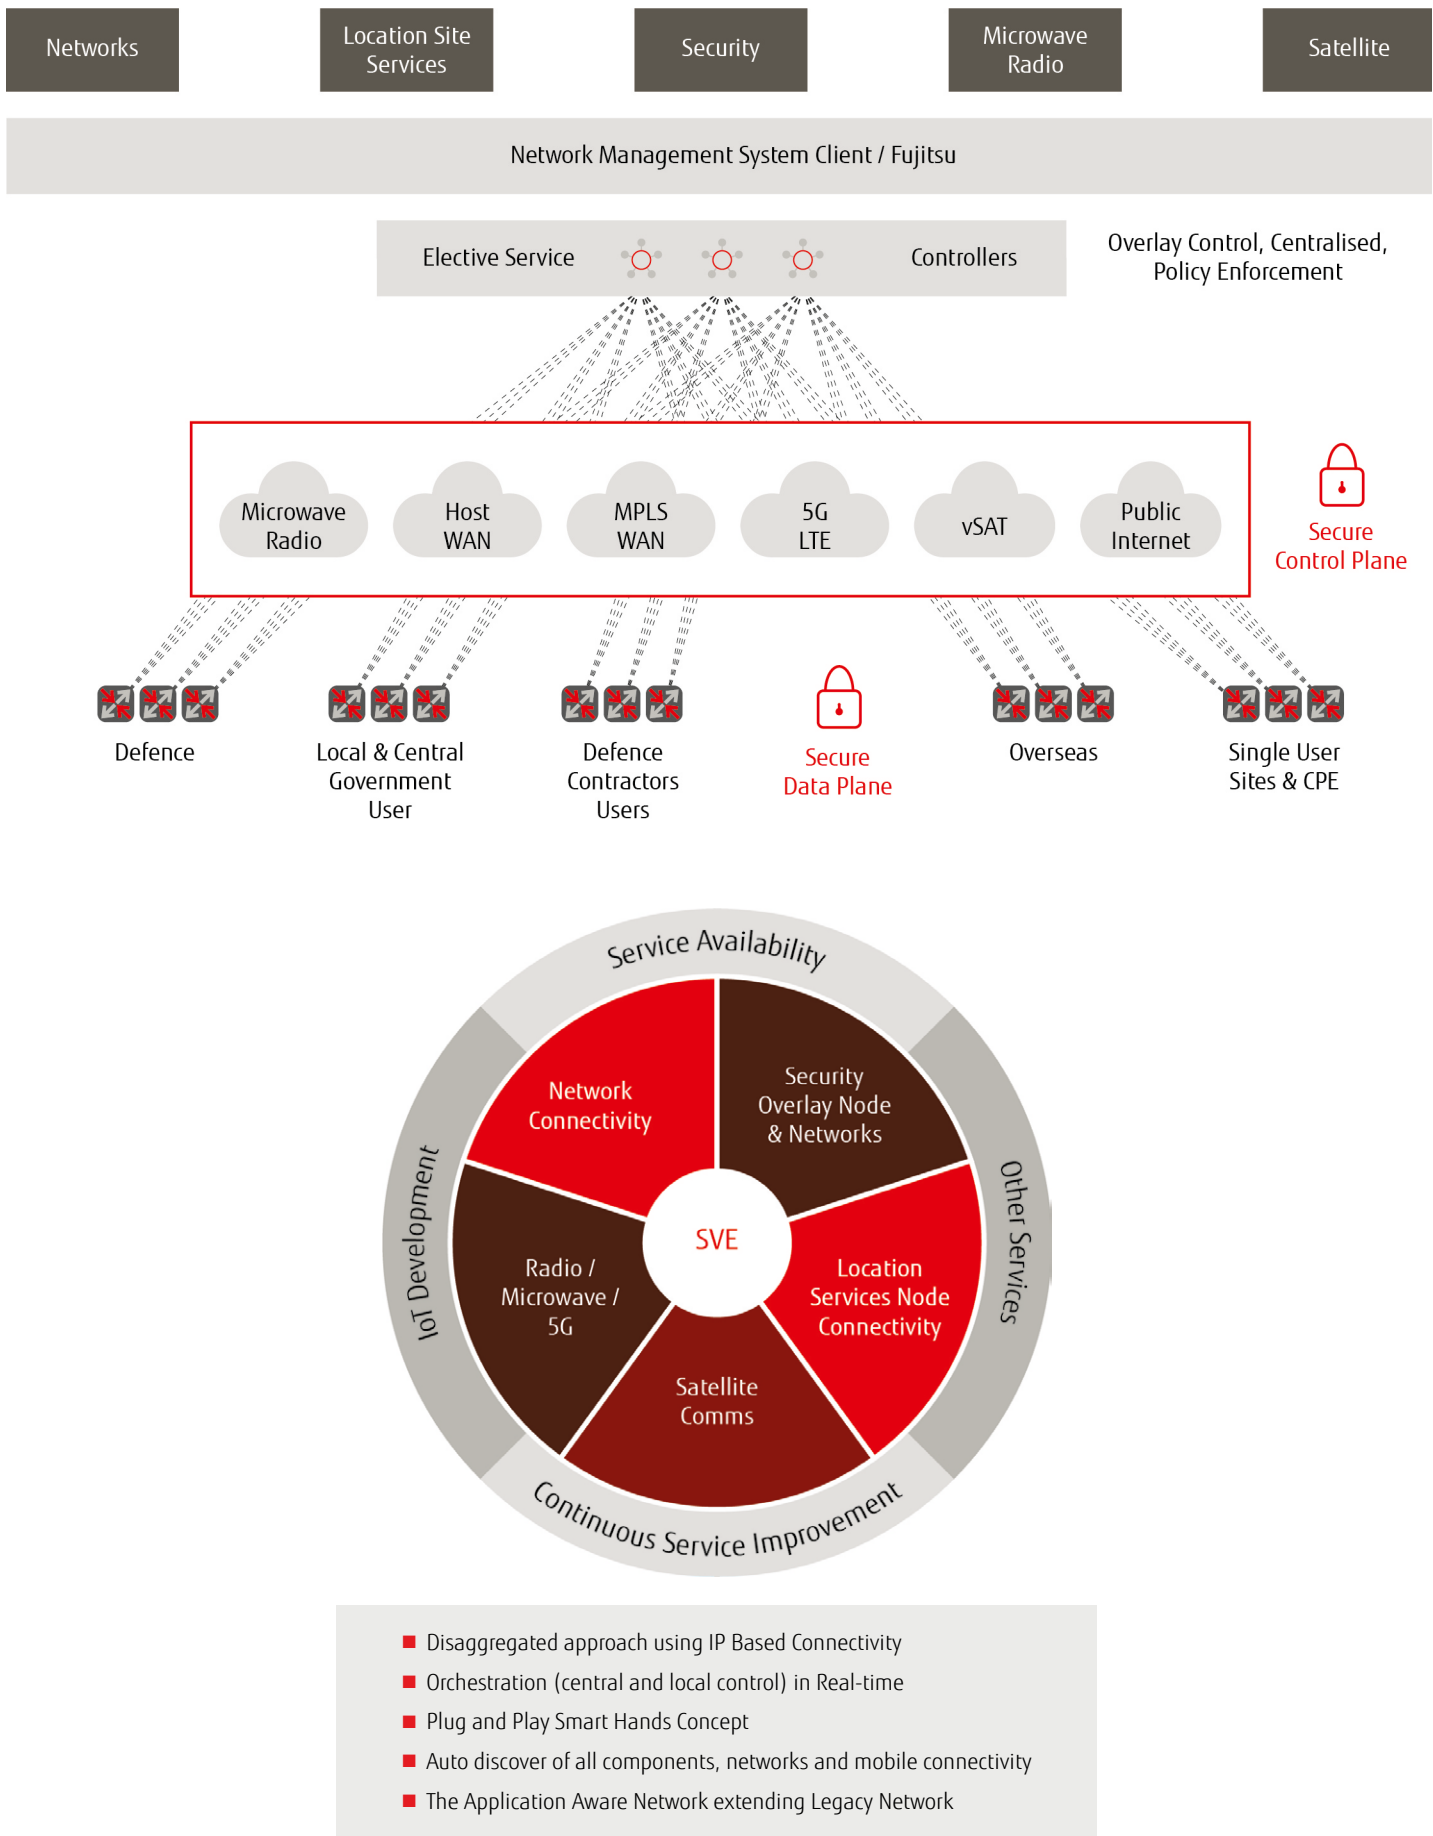 Networks
Location Site
Services
Security
Microwave
Radio
Satellite
Network Management System Client / Fujitsu
Elective Service
Controllers
Overlay Control, Centralised,
Policy Enforcement
Microwave
Radio
Host
WAN
MPLS
WAN
5G
LTE
vSAT
Public
Internet
Secure
Control Plane
Defence
Local & Central
Government
User
Defence
Contractors
Users
Secure
Data Plane
Overseas
Single User
Sites & CPE
Service Availability
Network
Connectivity
Security
Overlay Node
& Networks
IoT Development
Other Services
SVE
Radio /
Microwave /
5G
Location
Services Node
Connectivity
Satellite
Comms
Continuous Service Improvement
Disaggregated approach using IP Based Connectivity
Orchestration (central and local control) in Real-time
Plug and Play Smart Hands Concept
Auto discover of all components, networks and mobile connectivity
The Application Aware Network extending Legacy Network